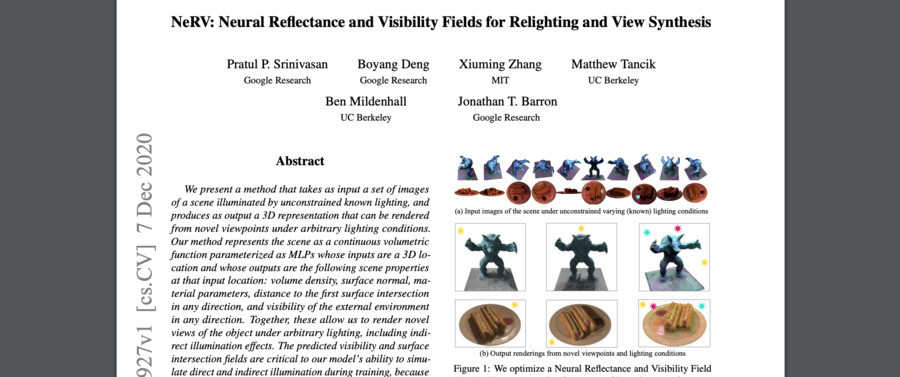 NeRV: Neural Reflectance and Visibility Fields for Relighting and View Synthesis
Pratul P. Srinivasan Boyang Deng Xiuming Zhang Matthew Tancik
Google Research Google Research MIT UC Berkeley
Ben Mildenhall Jonathan T. Barron
UC Berkeley Google Research
927v1 [cs.CV] 7 Dec 2020
Abstract
We present a method that takes as input a set of images
of a scene illuminated by unconstrained known lighting, and
produces as output a 3D representation that can be rendered
from novel viewpoints under arbitrary lighting conditions.
Our method represents the scene as a continuous volumetric
function parameterized as MLPs whose inputs are a 3D lo-
cation and whose outputs are the following scene properties
at that input location: volume density, surface normal, ma-
terial parameters, distance to the first surface intersection
in any direction, and visibility of the external environment
in any direction. Together, these allow us to render novel
views of the object under arbitrary lighting, including indi-
rect illumination effects. The predicted visibility and surface
intersection fields are critical to our model's ability to simu-
late direct and indirect illumination during training, because
(a) Input images of the scene under unconstrained varying (known) lighting conditions
(b) Output renderings from novel viewpoints and lighting conditions
Figure 1: We optimize a Neural Reflectance and Visibility Field